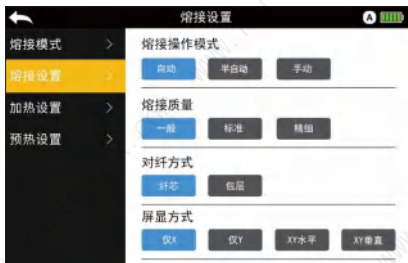 熔接设置
A
熔接模式 >
熔接设置 >
加热设置 >
预热设置 >
熔接操作模式
自动 半自动 手动
熔接质量
一般 标准 精细
对纤方式
纤芯 包层
屏显方式
仅X 仅Y XY水平 XY垂直